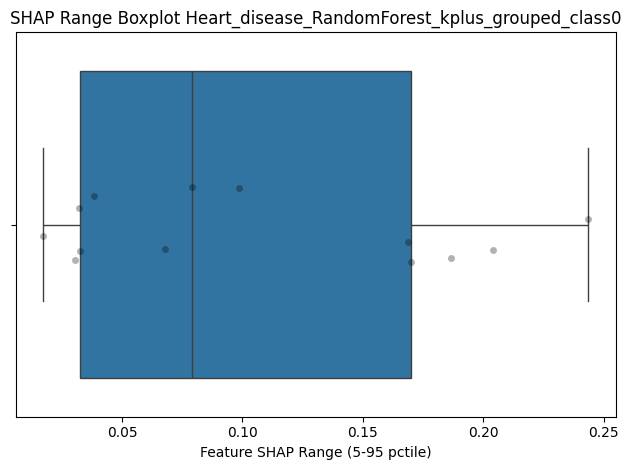 SHAP Range Boxplot Heart_disease_RandomForest_kplus_grouped_class0
0.05 0.10 0.15 0.20 0.25
Feature SHAP Range (5-95 pctile)